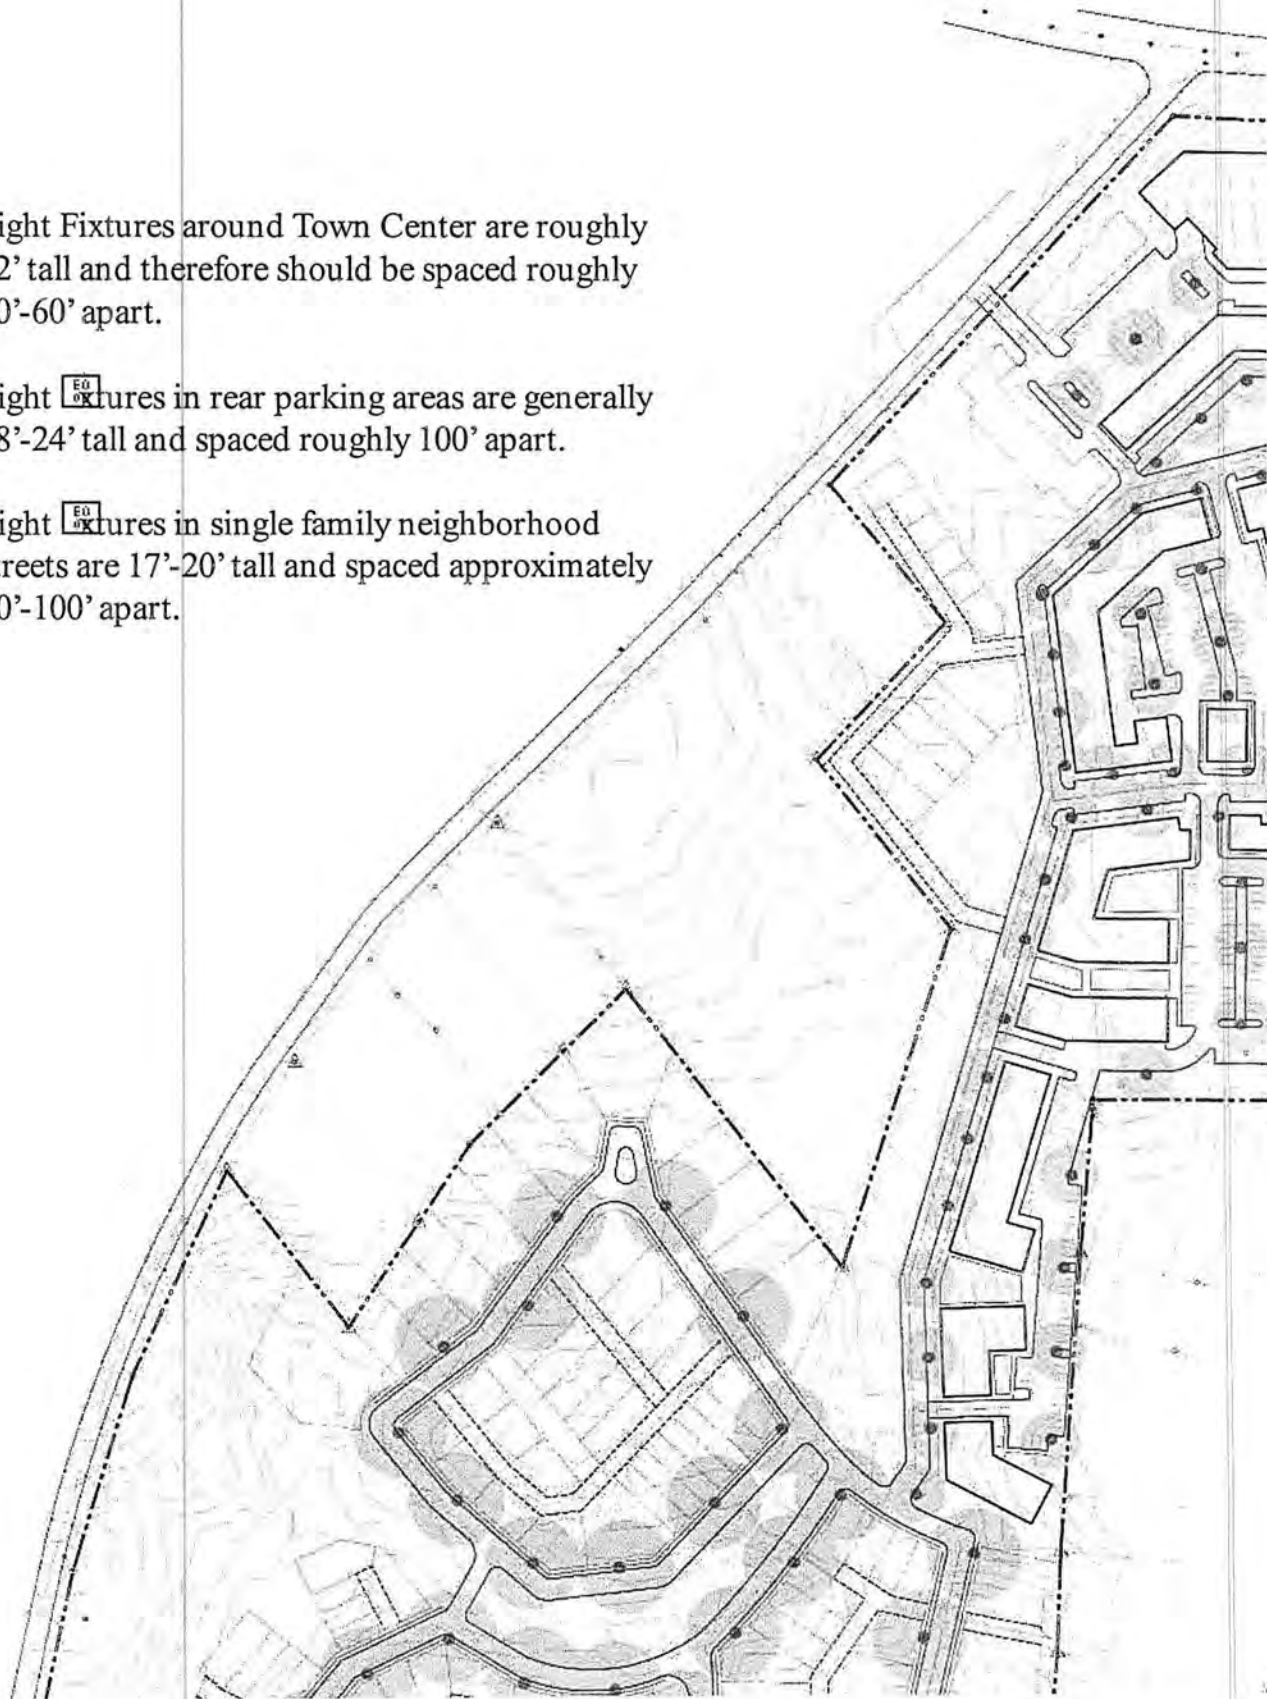 ight Fixtures around Town Center are roughly
2’ tall and therefore should be spaced roughly
0’-60’ apart.
ight tures in rear parking areas are generally
8’-24’ tall and spaced roughly 100’ apart.
ight tures in single family neighborhood
reets are 17’-20’ tall and spaced approximately
0’-100’ apart.